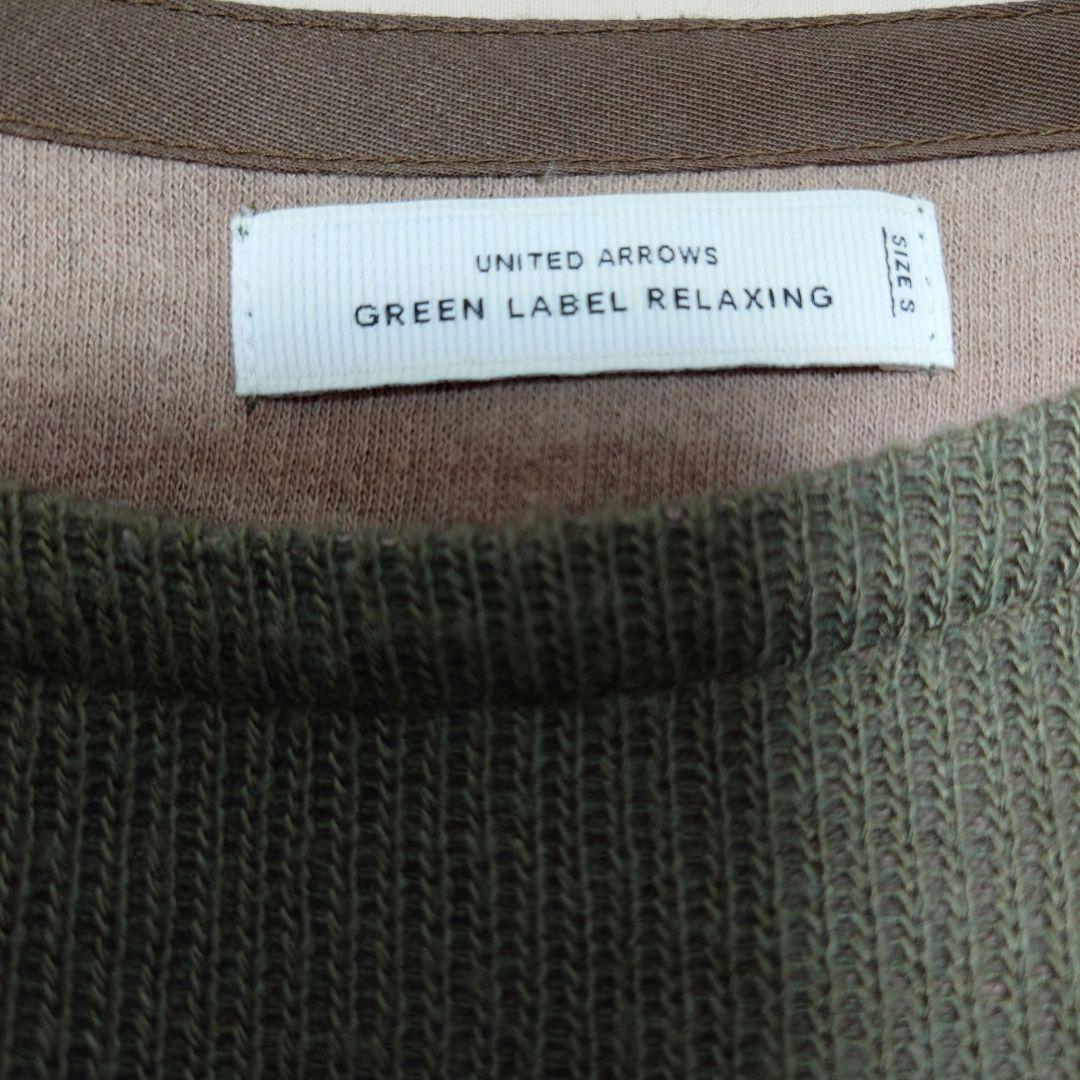 UNITED ARROWS
GREEN LABEL RELAXING
SIZE S